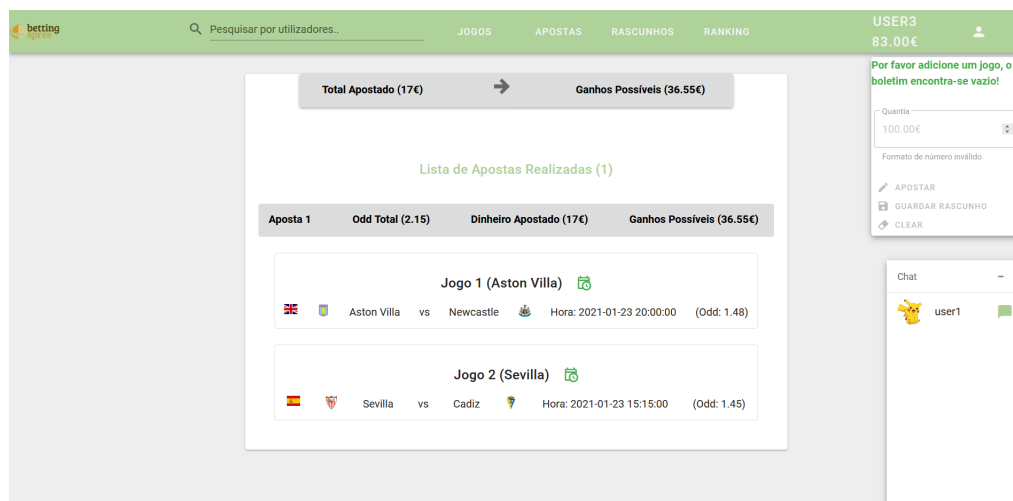 betting
spree
Pesquisar por utilizadores..
JOGOS
APOSTAS
RASCUNHOS
RANKING
USER3
83.00€
Por favor adicione um jogo, o
boletim encontra-se vazio!
Quantia
100.00€
Formato de número inválido
APOSTAR
GUARDAR RASCUNHO
CLEAR
Total Apostado (17€)
Ganhos Possíveis (36.55€)
Lista de Apostas Realizadas (1)
Aposta 1 Odd Total (2.15) Dinheiro Apostado (17€) Ganhos Possíveis (36.55€)
Jogo 1 (Aston Villa)
Aston Villa vs Newcastle Hora: 2021-01-23 20:00:00 (Odd: 1.48)
Jogo 2 (Sevilla)
Sevilla vs Cadiz Hora: 2021-01-23 15:15:00 (Odd: 1.45)
Chat
user1